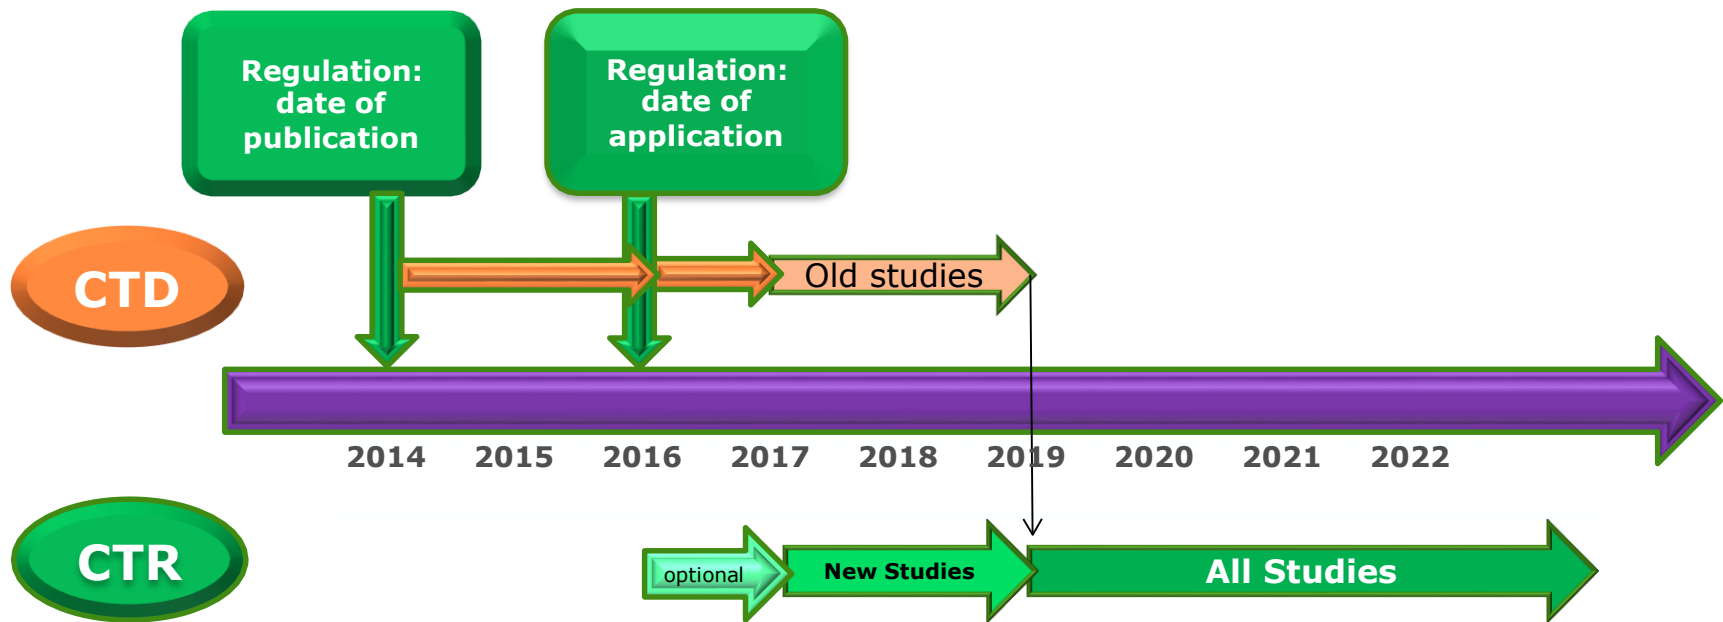 Regulation:
date of
publication
Regulation:
date of
application
CTD
Old studies
2014 2015 2016 2017 2018 2019 2020 2021 2022
CTR
optional
New Studies
All Studies